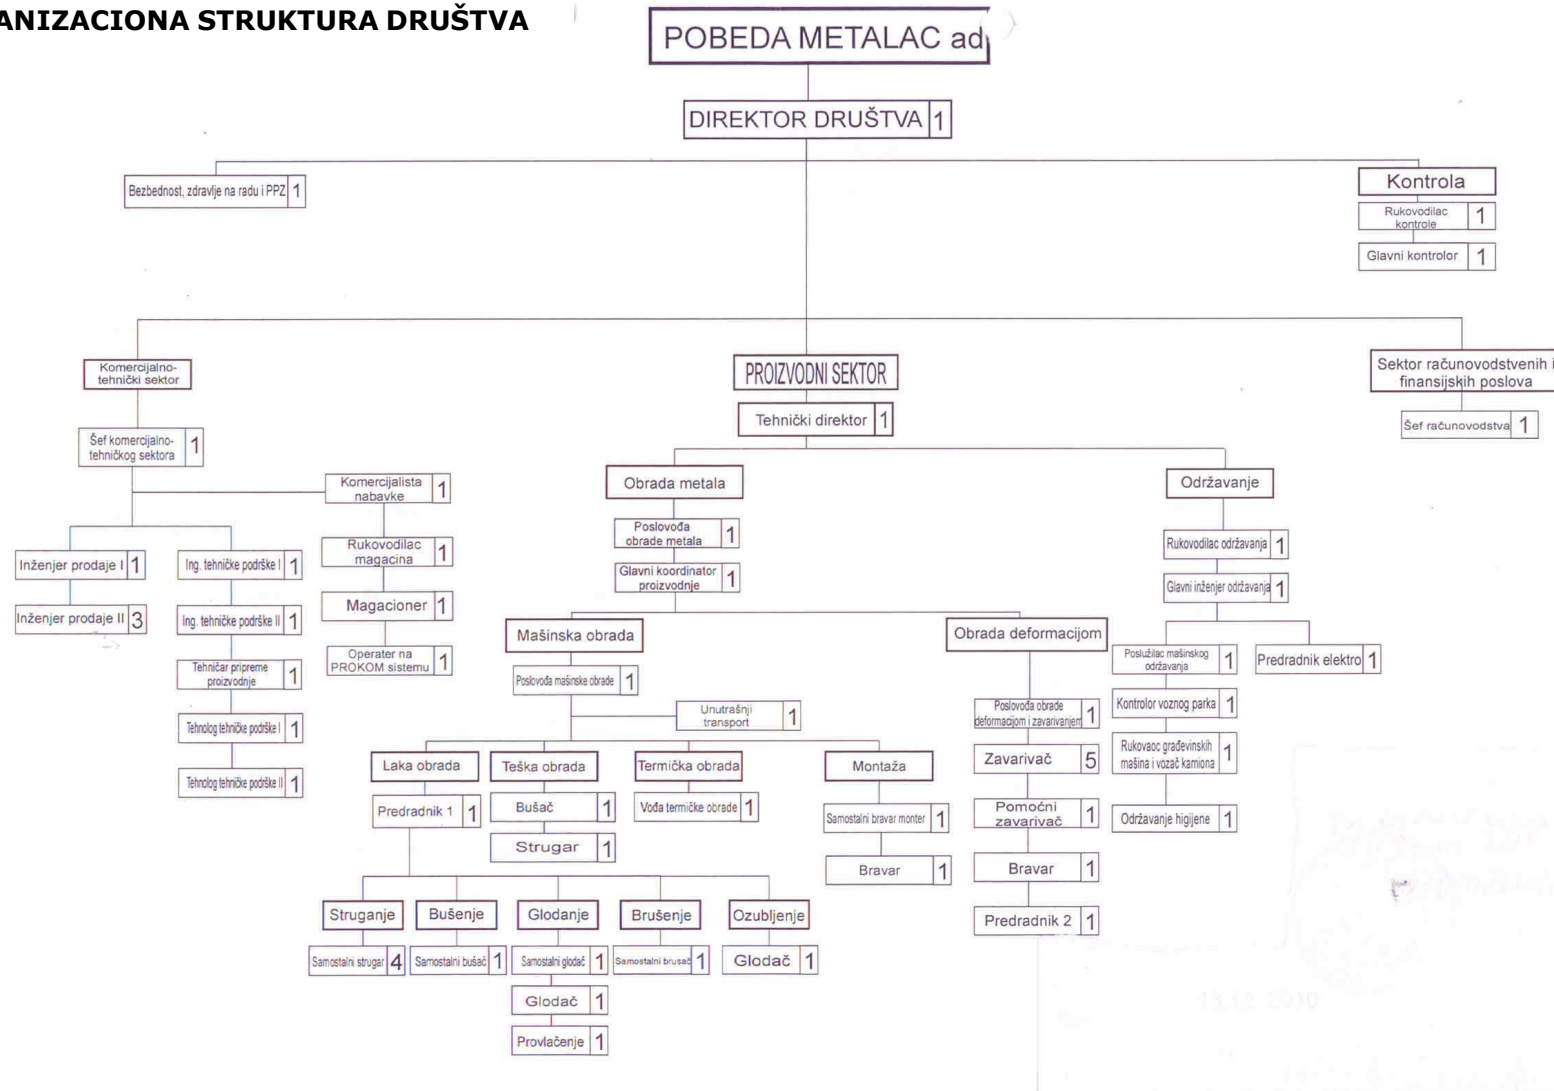 ANIZACIONA STRUKTURA DRUŠTVA
POBEDA METALAC ad
DIREKTOR DRUŠTVA 1
Bezbednost, zdravlje na radu i PPZ 1
Kontrola
Rukovodilac
kontrole 1
Glavni kontrolor 1
Komercijalno-
tehnički sektor
Šef komercijalno-
tehničkog sektora 1
Komercijalista
nabavke 1
Rukovodilac
magacina 1
Magacioner 1
Operater na
PROKOM sistemu 1
Inženjer prodaje I 1
Inženjer prodaje II 3
Ing. tehničke podrške I 1
Ing. tehničke podrške II 1
Tehničar pripreme
proizvodnje 1
Tehnolog tehničke podrške I 1
Tehnolog tehničke podrške II 1
PROIZVODNI SEKTOR
Tehnički direktor 1
Obrada metala
Poslovođa
obrade metala 1
Glavni koordinator
proizvodnje 1
Mašinska obrada
Poslovođa mašinske obrade 1
Unutrašnji
transport 1
Laka obrada
Predradnik 1 1
Teška obrada
Bušač 1
Strugar 1
Termička obrada
Vođa termičke obrade 1
Montaža
Samostalni bravar monter 1
Bravar 1
Struganje
Samostalni strugar 4
Bušenje
Samostalni bušač 1
Glodanje
Samostalni glodač 1
Glodač 1
Provlačenje 1
Brušenje
Samostalni brusač 1
Ozubljenje
Glodač 1
Obrada deformacijom
Poslovođa obrade
deformacijom i zavarivanjem 1
Zavarivač 5
Pomoćni
zavarivač 1
Bravar 1
Predradnik 2 1
Održavanje
Rukovodilac održavanja 1
Glavni inženjer održavanja 1
Poslužilac mašinskog
održavanja 1
Kontrolor voznog parka 1
Rukovaoc građevinskih
mašina i vozač kamiona 1
Održavanje higijene 1
Predradnik elektro 1
Sektor računovodstvenih i
finansijskih poslova
Šef računovodstva 1